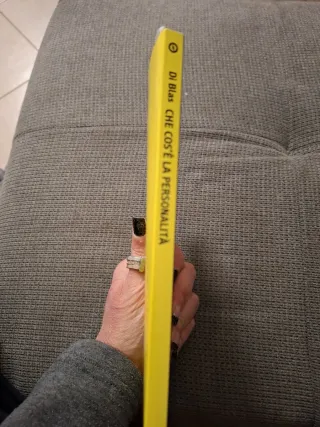 Di Blas CHE COS'È LA PERSONALITÀ